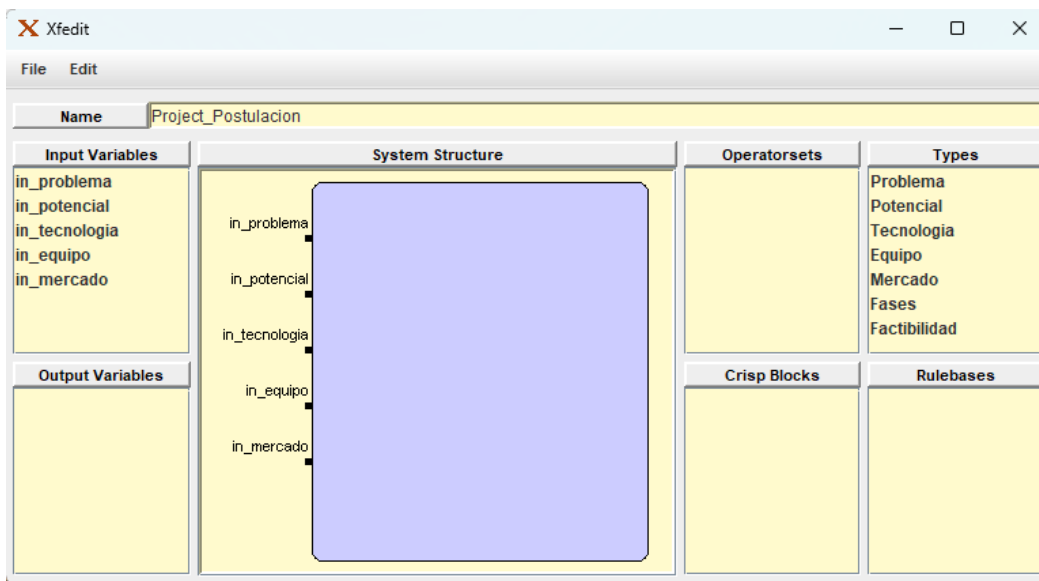 Xfedit
File Edit
Name Project_Postulacion
Input Variables
in_problema
in_potencial
in_tecnologia
in_equipo
in_mercado
Output Variables
System Structure
in_problema
in_potencial
in_tecnologia
in_equipo
in_mercado
Operatorsets
Types
Problema
Potencial
Tecnologia
Equipo
Mercado
Fases
Factibilidad
Crisp Blocks
Rulebases